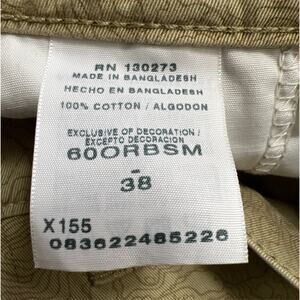 RN 130273
MADE IN BANGLADESH
HECHO EN BANGLADESH
100% COTTON / ALGODON
EXCLUSIVE OF DECORATION /
EXCEPTO DECORACION
600RBSM
-
38
X155
083622485226